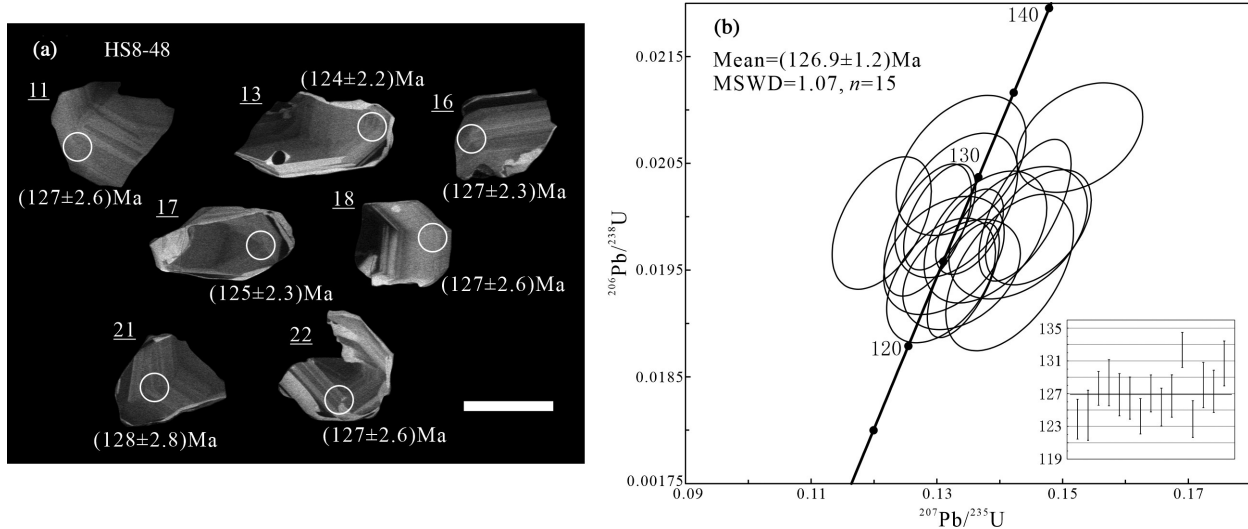 (a)
HS8-48
11
13
(124±2.2)Ma
16
(127±2.6)Ma
(127±2.3)Ma
17
18
(125±2.3)Ma
(127±2.6)Ma
21
22
(128±2.8)Ma
(127±2.6)Ma
(b)
140
Mean=(126.9±1.2)Ma
MSWD=1.07, n=15
130
120
0.0215
0.0205
0.0195
0.0185
0.00175
²⁰⁶Pb/²³⁸U
0.09
0.11
0.13
0.15
0.17
²⁰⁷Pb/²³⁵U
135
131
127
123
119